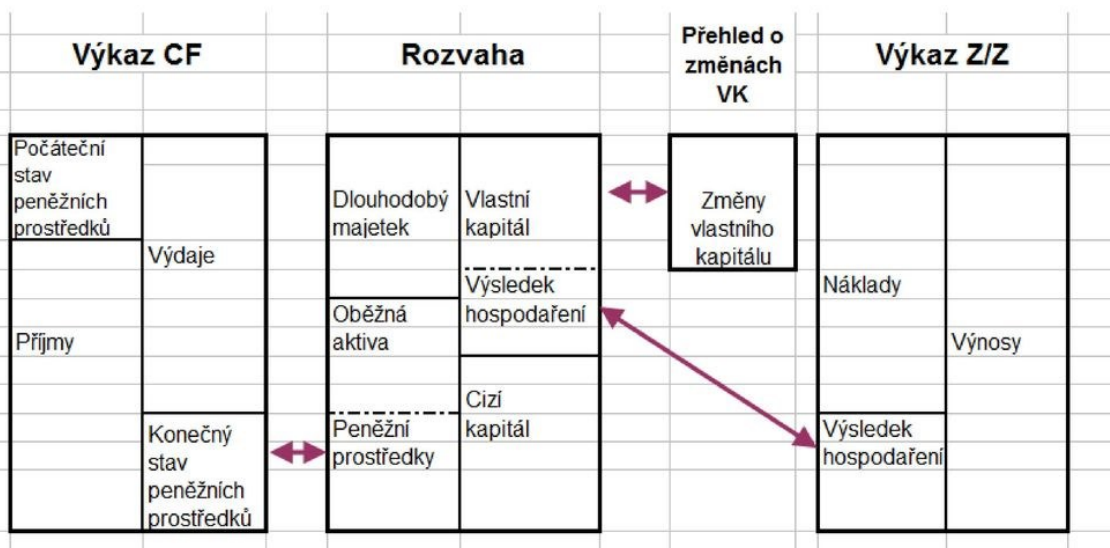 Výkaz CF
Rozvaha
Přehled o
změnách
VK
Výkaz Z/Z
Počáteční
stav
peněžních
prostředků
Výdaje
Příjmy
Konečný
stav
peněžních
prostředků
Dlouhodobý
majetek
Vlastní
kapitál
Výsledek
hospodaření
Oběžná
aktiva
Cizí
kapitál
Peněžní
prostředky
Změny
vlastního
kapitálu
Náklady
Výnosy
Výsledek
hospodaření